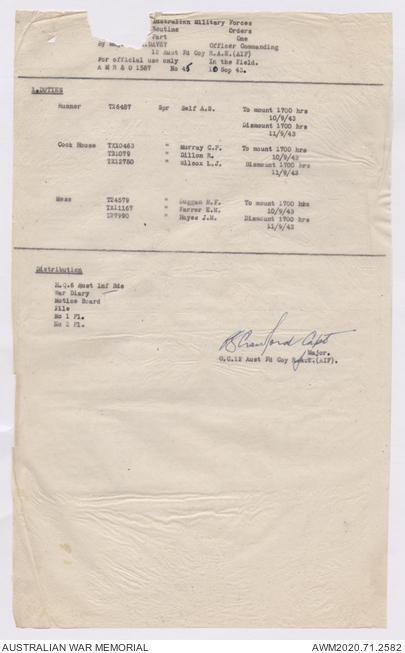 Australian Military Forces
Routine Orders
Part One
By Officer Commanding
12 Aust Fd Coy R.A.E.(AIF)
For official use only In the Field.
A M R & O 1587 No 45 10 Sep 43.
1.DUTIES
Runner TX6487 Spr Self A.S. To mount 1700 hrs
10/9/43
Dismount 1700 hrs
11/9/43
Cook House TX10463 " Murray C.P. To mount 1700 hrs
" Dillon R. 10/9/43
TX12750 " Wilcox L.J. Dismount 1700 hrs
11/9/43
Mess T24579 " Duggan M.F. To mount 1700 hrs
TX11167 " Farrer K.M. 10/9/43
" Hayes J.M. Dismount 1700 hrs
11/9/43
Distribution
H.Q.6 Aust Inf Bde
War Diary
Notice Board
File
No 1 Pl.
No 2 Pl.
Crawford Capt
Major.
O.C.12 Aust Fd Coy R.A.E.(AIF).
AUSTRALIAN WAR MEMORIAL AWM2020.71.2582